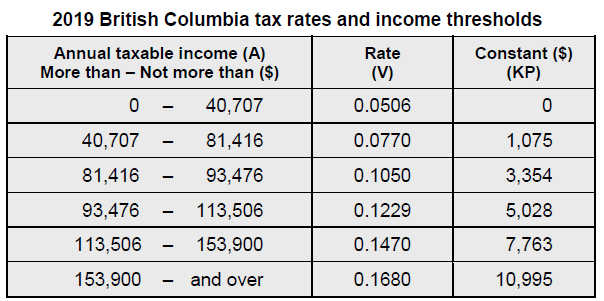 2019 British Columbia tax rates and income thresholds
Annual taxable income (A) Rate Constant ($)
More than – Not more than ($) (V) (KP)
0 – 40,707 0.0506 0
40,707 – 81,416 0.0770 1,075
81,416 – 93,476 0.1050 3,354
93,476 – 113,506 0.1229 5,028
113,506 – 153,900 0.1470 7,763
153,900 – and over 0.1680 10,995